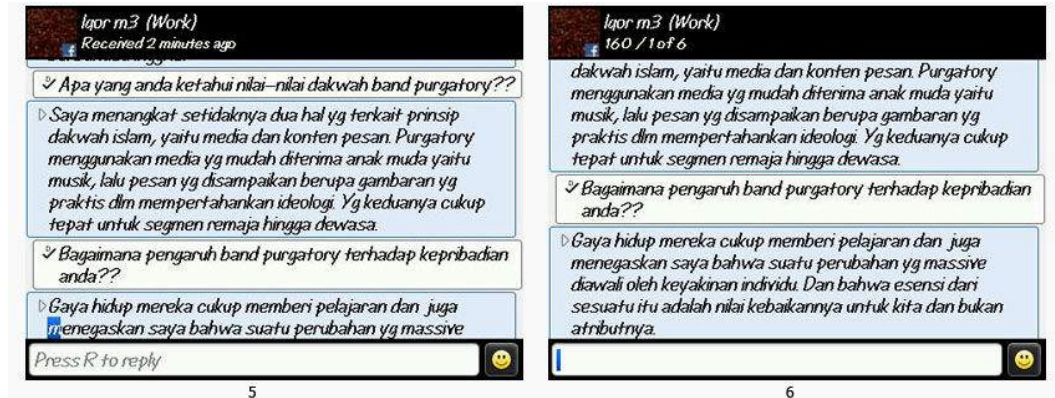 Iqor m3 (Work)
Received 2 minutes ago
Apa yang anda ketahui nilai-nilai dakwah band purgatory??
Saya menangkat setidaknya dua hal yg terkait prinsip
dakwah islam, yaitu media dan konten pesan. Purgatory
menggunakan media yg mudah diterima anak muda yaitu
musik, lalu pesan yg disampaikan berupa gambaran yg
praktis dlm mempertahankan ideologi. Yg keduanya cukup
tepat untuk segmen remaja hingga dewasa.
Bagaimana pengaruh band purgatory terhadap kepribadian
anda??
Gaya hidup mereka cukup memberi pelajaran dan juga
menegaskan saya bahwa suatu perubahan yg massive
Press R to reply
5
Iqor m3 (Work)
160 / 1 of 6
dakwah islam, yaitu media dan konten pesan. Purgatory
menggunakan media yg mudah diterima anak muda yaitu
musik, lalu pesan yg disampaikan berupa gambaran yg
praktis dlm mempertahankan ideologi. Yg keduanya cukup
tepat untuk segmen remaja hingga dewasa.
Bagaimana pengaruh band purgatory terhadap kepribadian
anda??
Gaya hidup mereka cukup memberi pelajaran dan juga
menegaskan saya bahwa suatu perubahan yg massive
diawali oleh keyakinan individu. Dan bahwa esensi dari
sesuatu itu adalah nilai kebaikannya untuk kita dan bukan
atributnya.
6